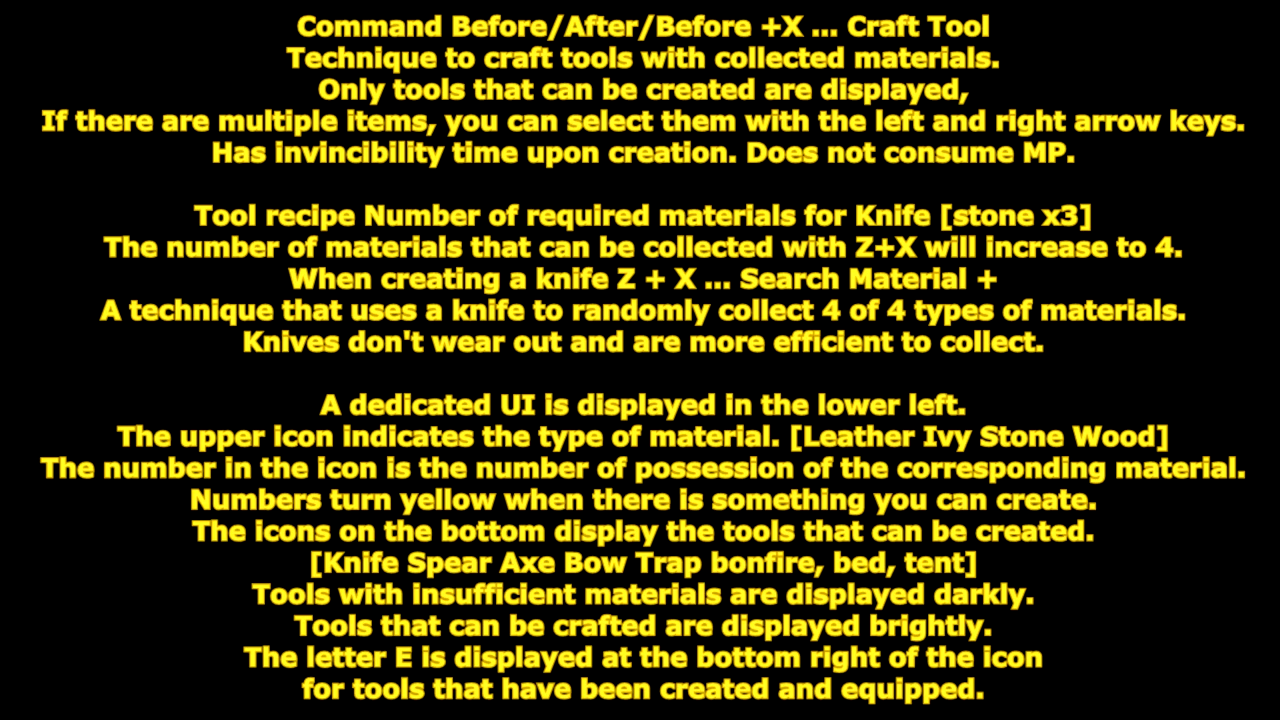 Command Before/After/Before +X ... Craft Tool
Technique to craft tools with collected materials.
Only tools that can be created are displayed,
If there are multiple items, you can select them with the left and right arrow keys.
Has invincibility time upon creation. Does not consume MP.
Tool recipe Number of required materials for Knife [stone x3]
The number of materials that can be collected with Z+X will increase to 4.
When creating a knife Z + X ... Search Material +
A technique that uses a knife to randomly collect 4 of 4 types of materials.
Knives don't wear out and are more efficient to collect.
A dedicated UI is displayed in the lower left.
The upper icon indicates the type of material. [Leather Ivy Stone Wood]
The number in the icon is the number of possession of the corresponding material.
Numbers turn yellow when there is something you can create.
The icons on the bottom display the tools that can be created.
[Knife Spear Axe Bow Trap bonfire, bed, tent]
Tools with insufficient materials are displayed darkly.
Tools that can be crafted are displayed brightly.
The letter E is displayed at the bottom right of the icon
for tools that have been created and equipped.